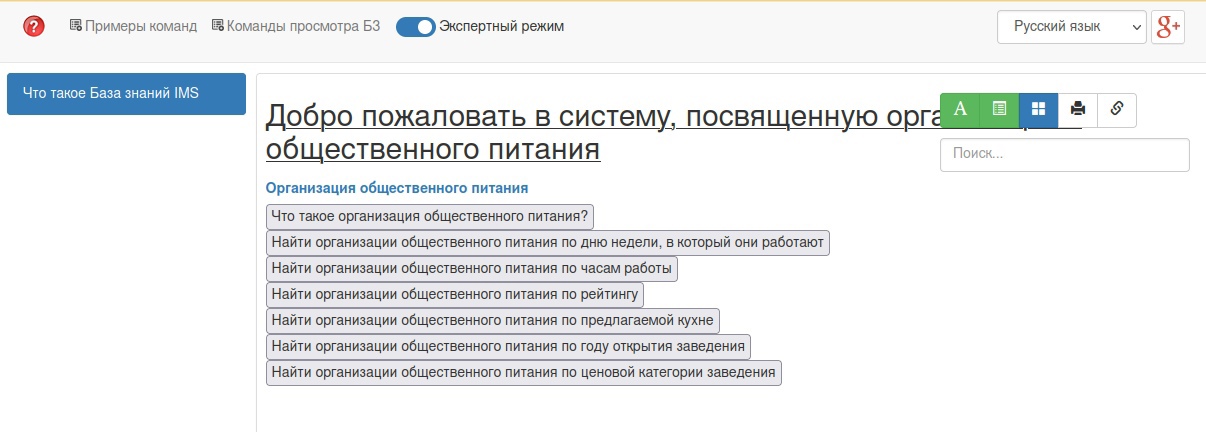 Примеры команд Команды просмотра БЗ Экспертный режим Русский язык g+
Что такое База знаний IMS
Добро пожаловать в систему, посвященную
общественного питания
A
Поиск...
Организация общественного питания
Что такое организация общественного питания?
Найти организации общественного питания по дню недели, в который они работают
Найти организации общественного питания по часам работы
Найти организации общественного питания по рейтингу
Найти организации общественного питания по предлагаемой кухне
Найти организации общественного питания по году открытия заведения
Найти организации общественного питания по ценовой категории заведения